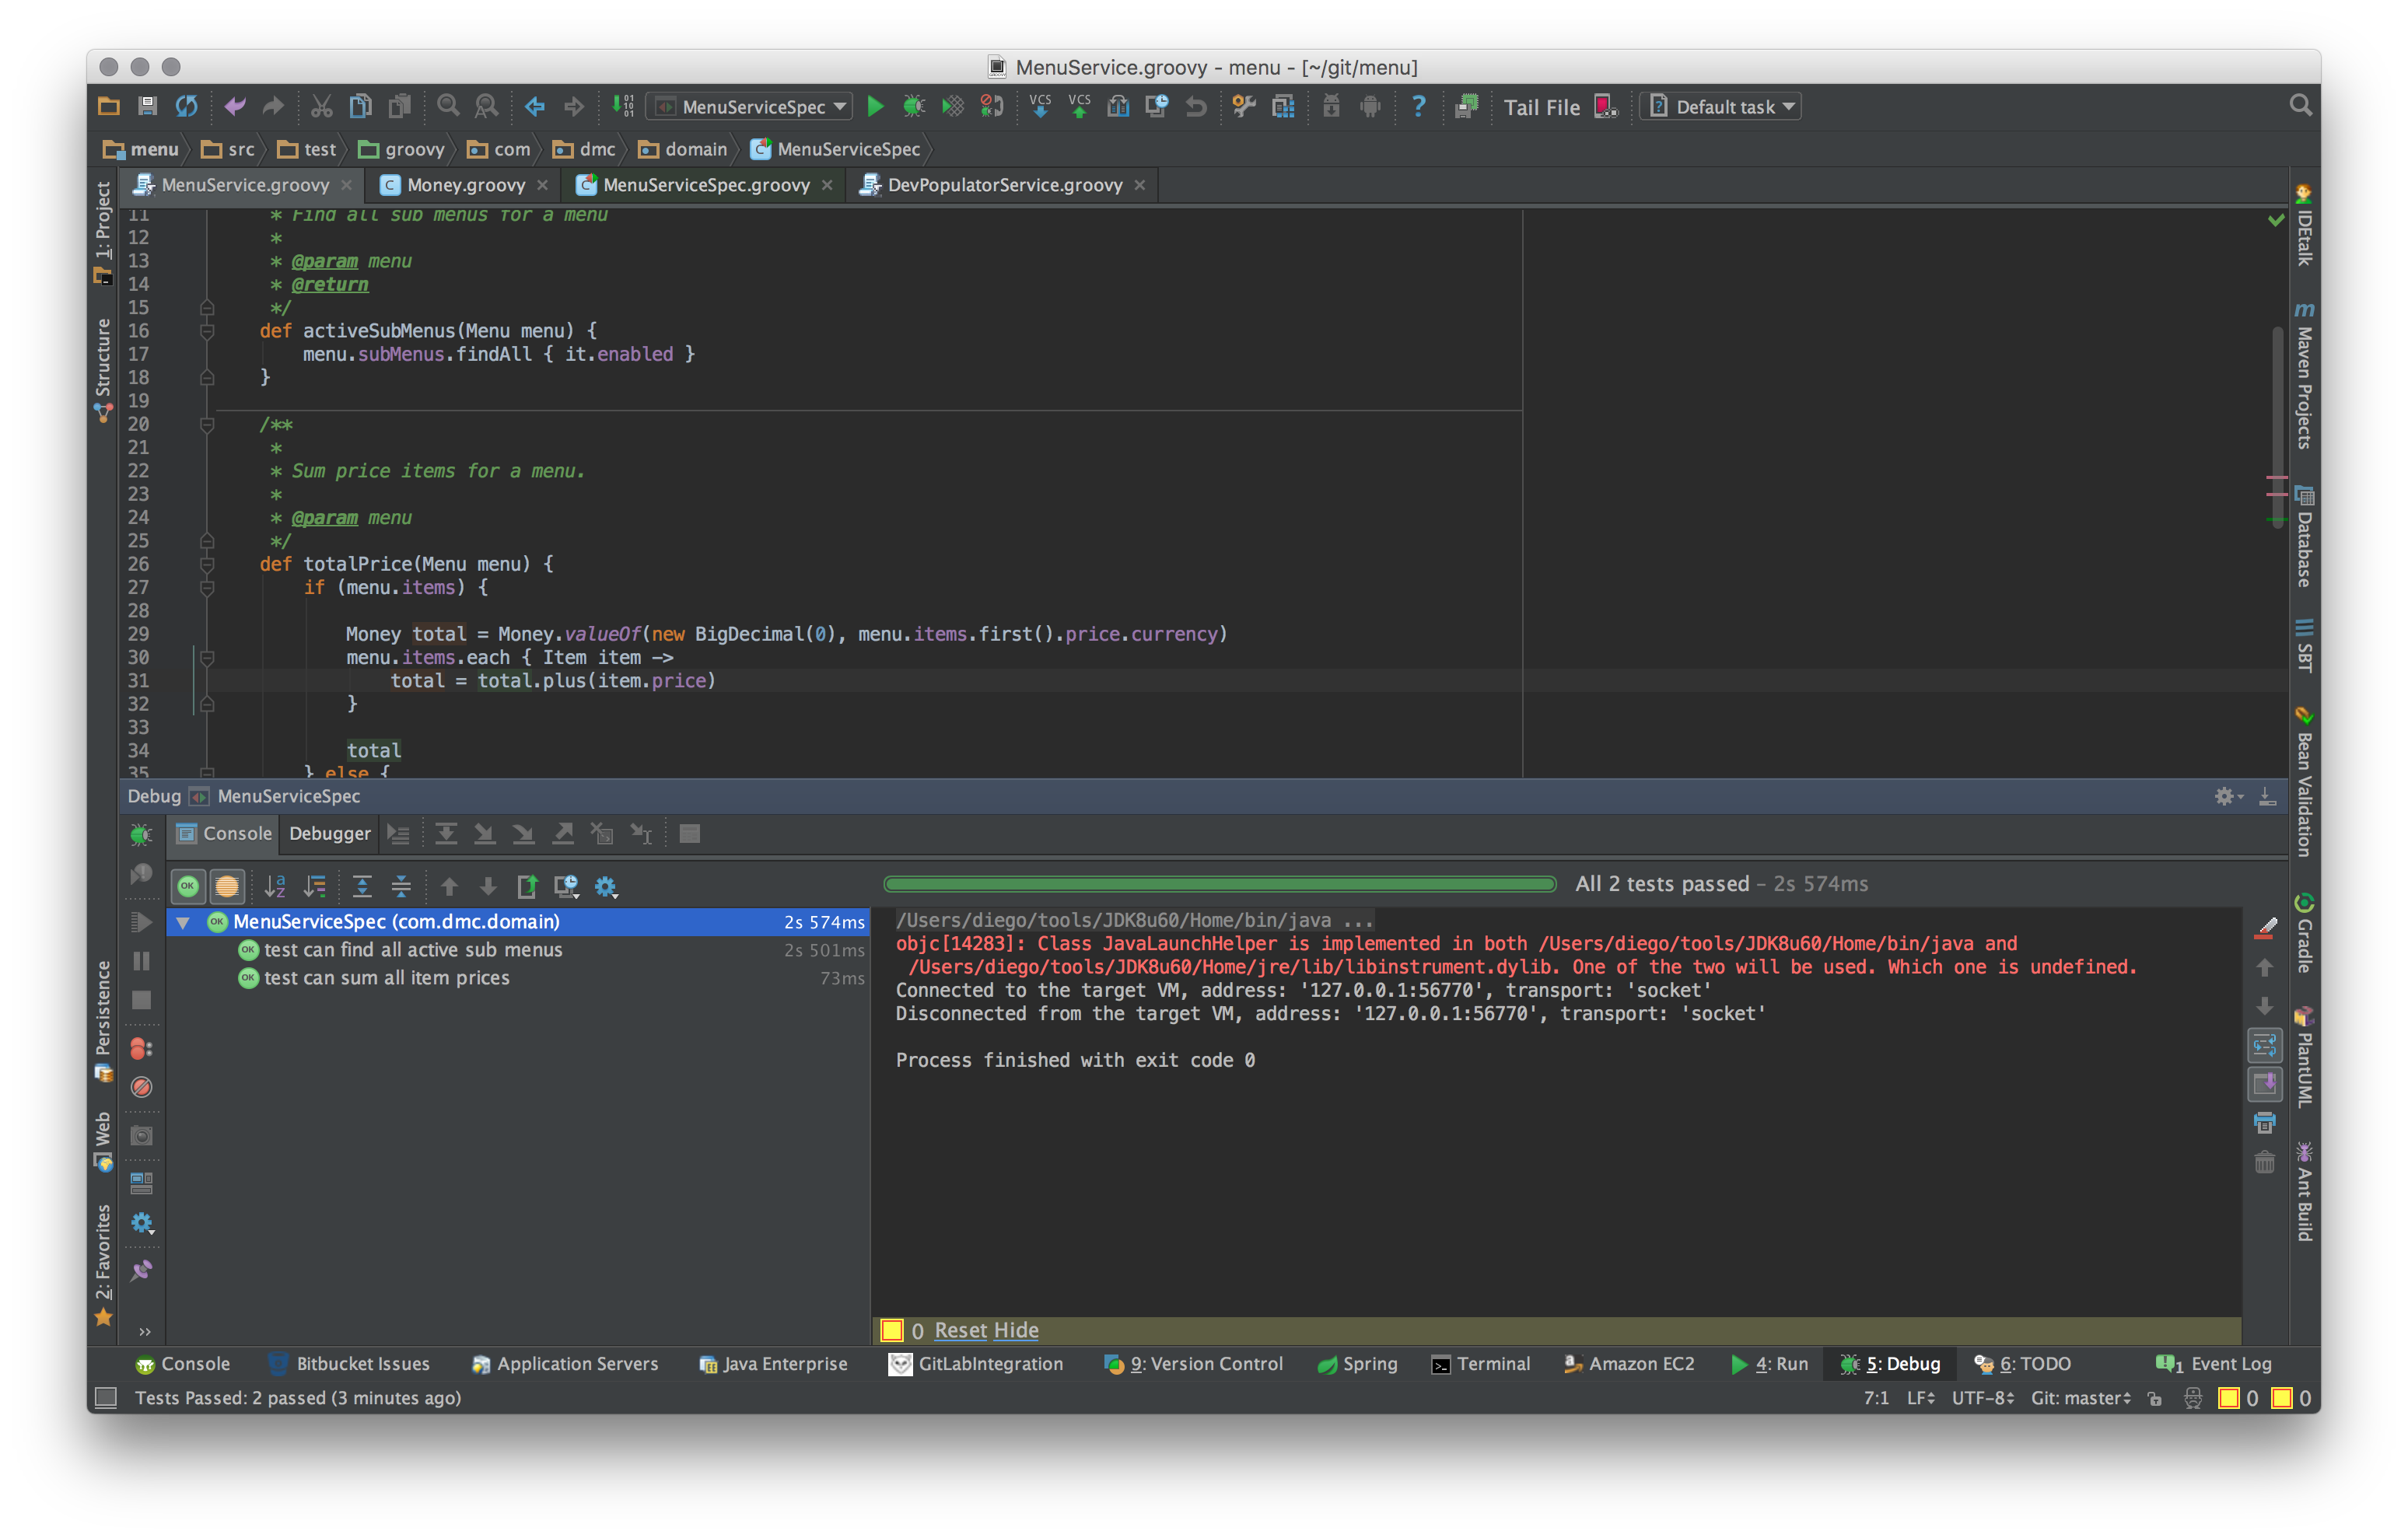 MenuService.groovy - menu - [~/git/menu]
MenuServiceSpec
VCS
VCS
?
Tail File
Default task
menu src test groovy com dmc domain MenuServiceSpec
MenuService.groovy Money.groovy MenuServiceSpec.groovy DevPopulatorService.groovy
1: Project
Structure
Persistence
Web
2: Favorites
11 * Find all sub menus for a menu
12 *
13 * @param menu
14 * @return
15 */
16 def activeSubMenus(Menu menu) {
17 menu.subMenus.findAll { it.enabled }
18 }
19
20 /**
21 *
22 * Sum price items for a menu.
23 *
24 * @param menu
25 */
26 def totalPrice(Menu menu) {
27 if (menu.items) {
28
29 Money total = Money.valueOf(new BigDecimal(0), menu.items.first().price.currency)
30 menu.items.each { Item item ->
31 total = total.plus(item.price)
32 }
33
34 total
35 } else {
IDEtalk
Maven Projects
Database
SBT
Bean Validation
Gradle
PlantUML
Ant Build
Debug MenuServiceSpec
Console Debugger
All 2 tests passed – 2s 574ms
OK MenuServiceSpec (com.dmc.domain) 2s 574ms
OK test can find all active sub menus 2s 501ms
OK test can sum all item prices 73ms
/Users/diego/tools/JDK8u60/Home/bin/java ...
objc[14283]: Class JavaLaunchHelper is implemented in both /Users/diego/tools/JDK8u60/Home/bin/java and
/Users/diego/tools/JDK8u60/Home/jre/lib/libinstrument.dylib. One of the two will be used. Which one is undefined.
Connected to the target VM, address: '127.0.0.1:56770', transport: 'socket'
Disconnected from the target VM, address: '127.0.0.1:56770', transport: 'socket'
Process finished with exit code 0
0 Reset Hide
Console Bitbucket Issues Application Servers Java Enterprise GitLabIntegration 9: Version Control Spring Terminal Amazon EC2 4: Run 5: Debug 6: TODO 1 Event Log
Tests Passed: 2 passed (3 minutes ago) 7:1 LF UTF-8 Git: master 0 0